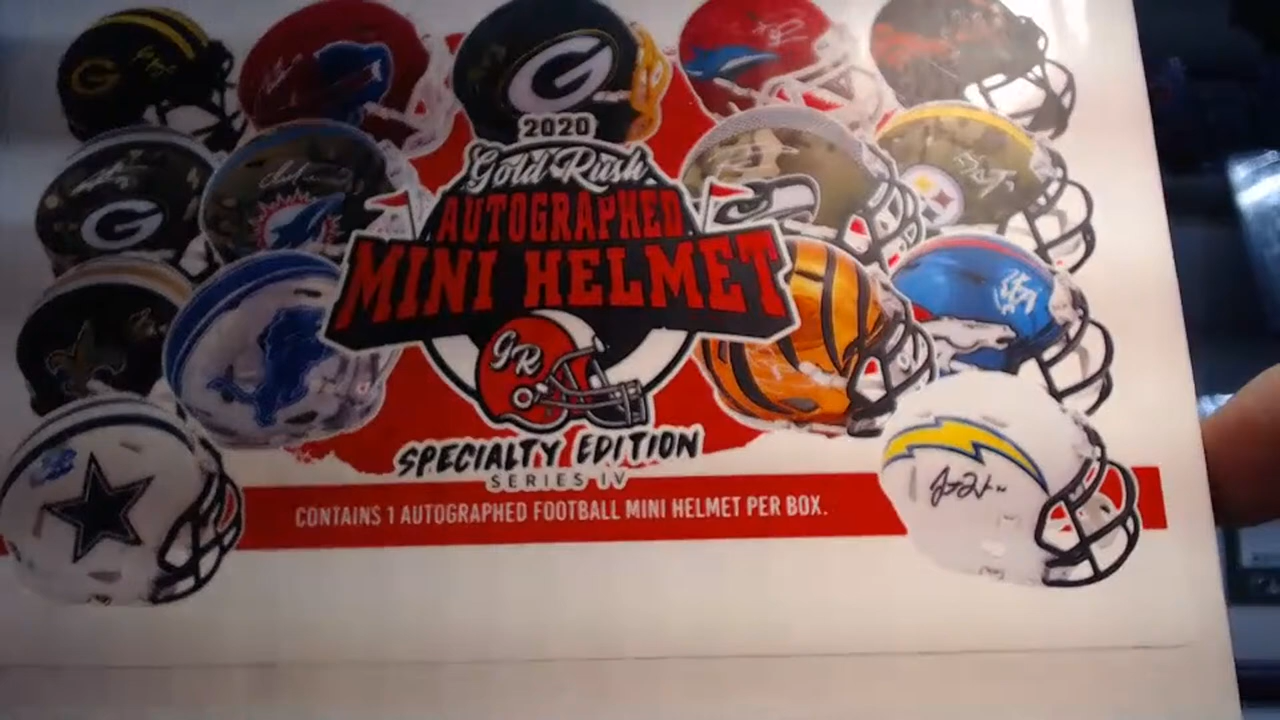 2020
Gold Rush
AUTOGRAPHED
MINI HELMET
GR
SPECIALTY EDITION
SERIES IV
CONTAINS 1 AUTOGRAPHED FOOTBALL MINI HELMET PER BOX.